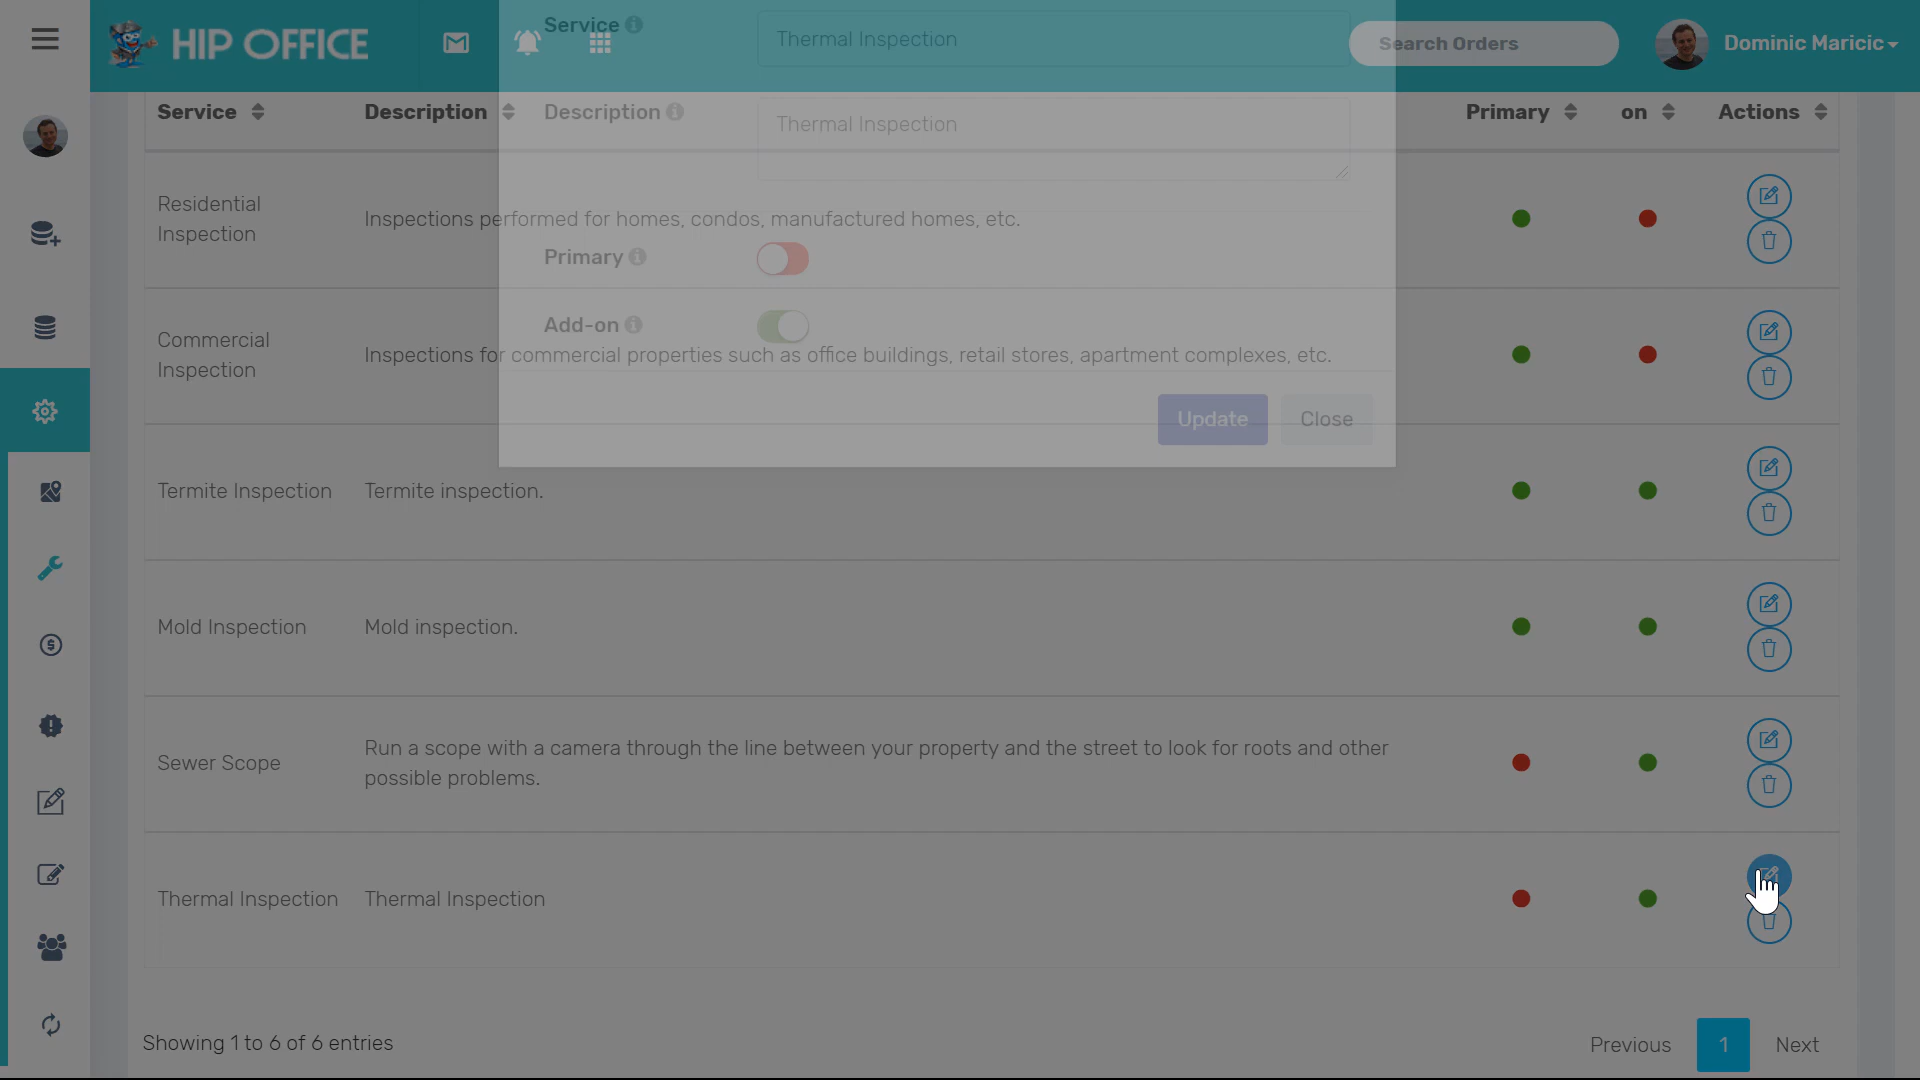 HIP OFFICE
Search Orders
Dominic Maricic
Service
Thermal Inspection
Description
Thermal Inspection
Primary
Add-on
Update
Close
Service
Description
Primary
on
Actions
Residential
Inspection
Inspections performed for homes, condos, manufactured homes, etc.
Commercial
Inspection
Inspections for commercial properties such as office buildings, retail stores, apartment complexes, etc.
Termite Inspection
Termite inspection.
Mold Inspection
Mold inspection.
Sewer Scope
Run a scope with a camera through the line between your property and the street to look for roots and other
possible problems.
Thermal Inspection
Thermal Inspection
Showing 1 to 6 of 6 entries
Previous
1
Next